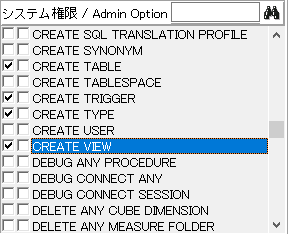 システム権限 / Admin Option
CREATE SQL TRANSLATION PROFILE
CREATE SYNONYM
CREATE TABLE
CREATE TABLESPACE
CREATE TRIGGER
CREATE TYPE
CREATE USER
CREATE VIEW
DEBUG ANY PROCEDURE
DEBUG CONNECT ANY
DEBUG CONNECT SESSION
DELETE ANY CUBE DIMENSION
DELETE ANY MEASURE FOLDER